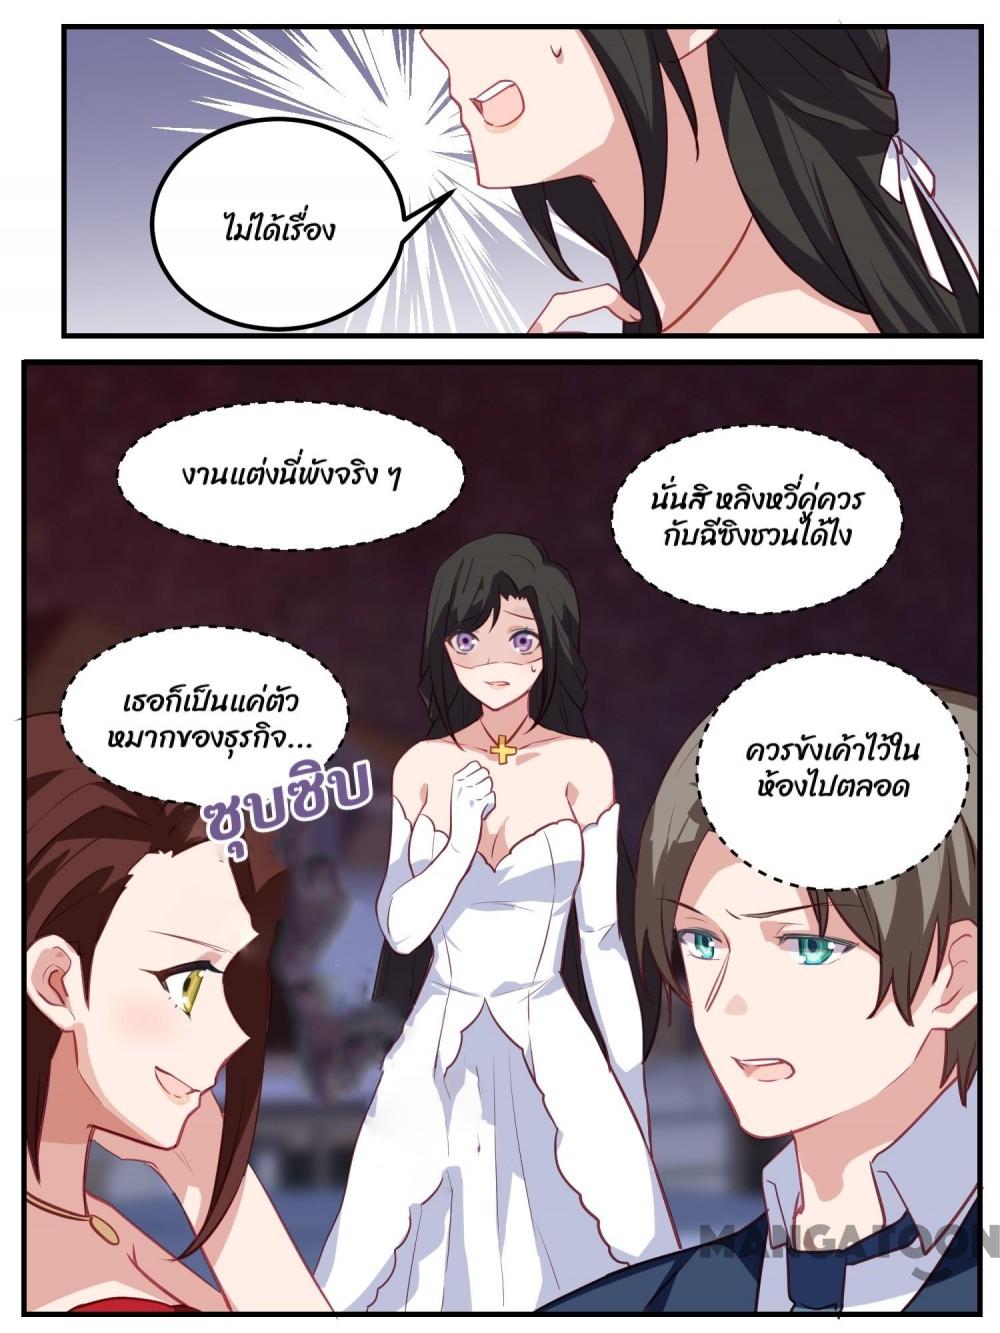 ไม่ได้เรื่อง
งานแต่งนี่พังจริง ๆ
นั่นสิ หลิงหวี่คู่ควร
กับฉีซิงชวนได้ไง
เธอก็เป็นแค่ตัว
หมากของธุรกิจ...
ซุบซิบ
ควรขังเค้าไว้ใน
ห้องไปตลอด
MANGATOON